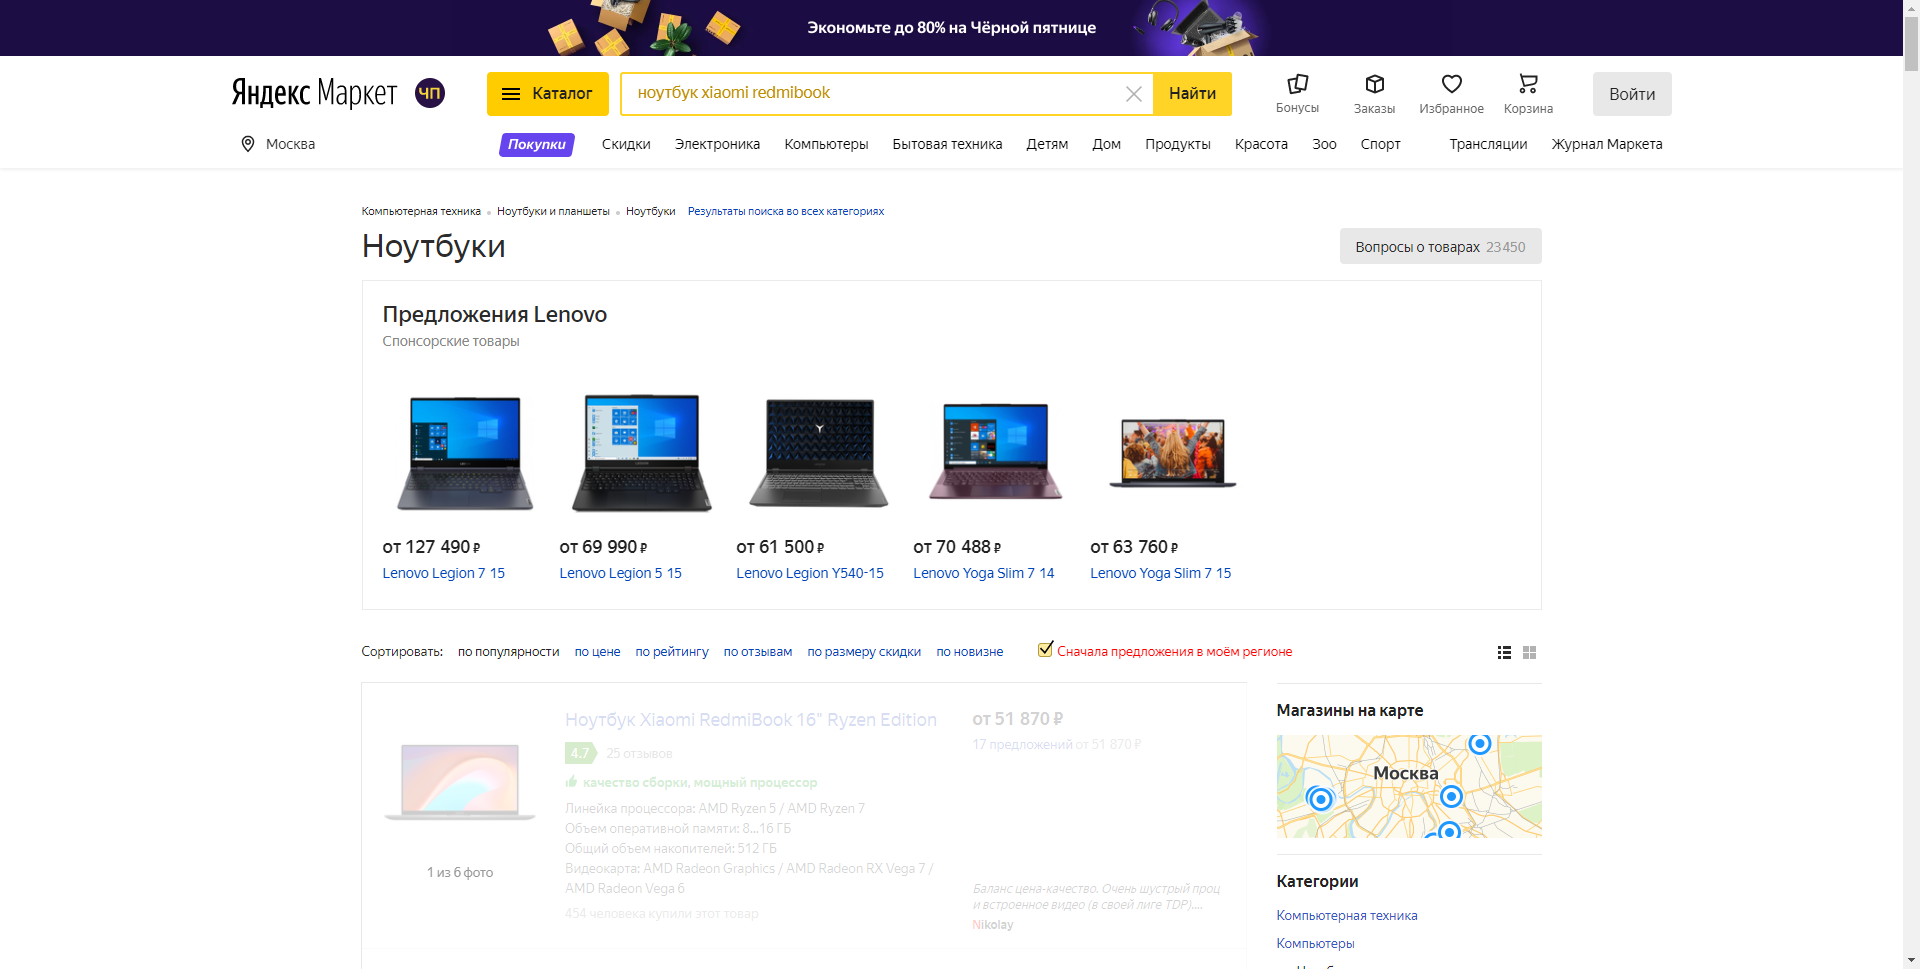 Экономьте до 80% на Чёрной пятнице
Яндекс Маркет ЧП
Каталог
ноутбук xiaomi redmibook
Найти
Бонусы
Заказы
Избранное
Корзина
Войти
Москва
Покупки Скидки Электроника Компьютеры Бытовая техника Детям Дом Продукты Красота Зоо Спорт Трансляции Журнал Маркета
Компьютерная техника Ноутбуки и планшеты Ноутбуки Результаты поиска во всех категориях
Ноутбуки
Вопросы о товарах 23450
Предложения Lenovo
Спонсорские товары
от 127 490 ₽ от 69 990 ₽ от 61 500 ₽ от 70 488 ₽ от 63 760 ₽
Lenovo Legion 7 15 Lenovo Legion 5 15 Lenovo Legion Y540-15 Lenovo Yoga Slim 7 14 Lenovo Yoga Slim 7 15
Сортировать: по популярности по цене по рейтингу по отзывам по размеру скидки по новизне Сначала предложения в моём регионе
Ноутбук Xiaomi RedmiBook 16" Ryzen Edition
4.7 25 отзывов
качество сборки, мощный процессор
Линейка процессора: AMD Ryzen 5 / AMD Ryzen 7
Объем оперативной памяти: 8...16 ГБ
Общий объем накопителей: 512 ГБ
Видеокарта: AMD Radeon Graphics / AMD Radeon RX Vega 7 /
AMD Radeon Vega 6
454 человека купили этот товар
1 из 6 фото
от 51 870 ₽
17 предложений от 51 870 ₽
Баланс цена-качество. Очень шустрый проц
и встроенное видео (в своей лиге TDP)....
Nikolay
Магазины на карте
Москва
Категории
Компьютерная техника
Компьютеры